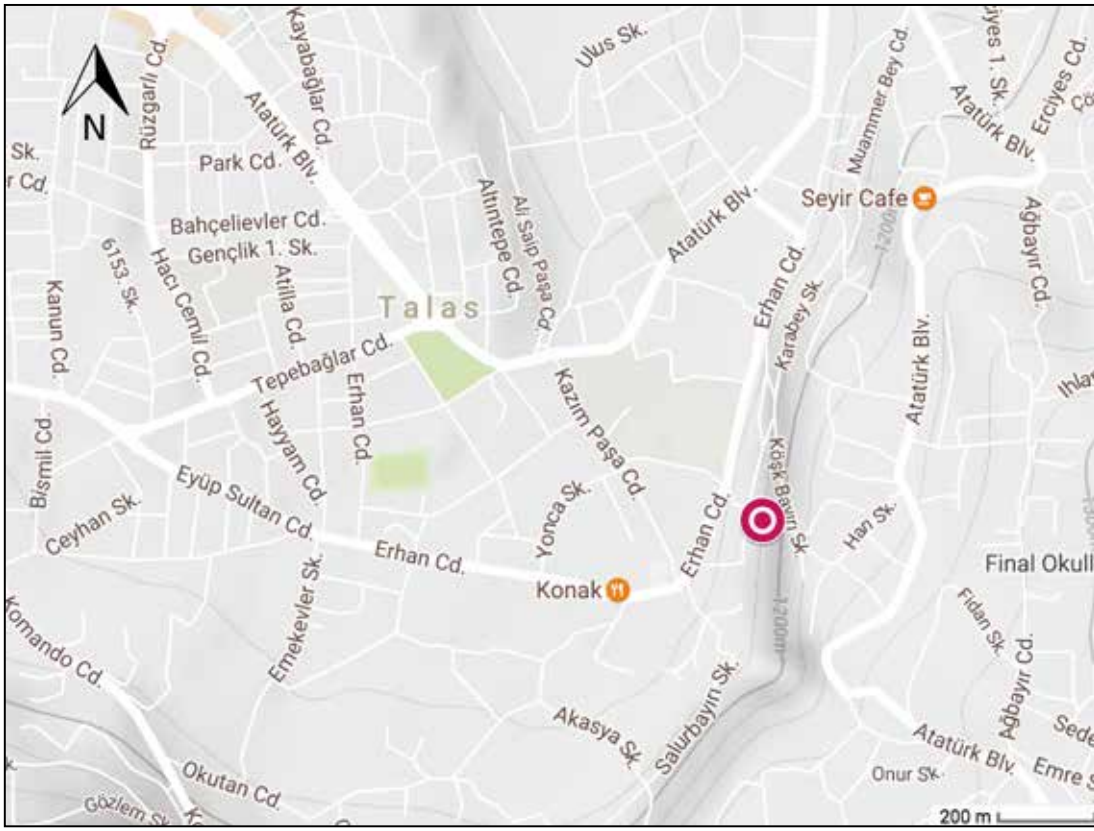 Rüzgarlı Cd.
Kayabağlar Cd.
Ulus Sk.
Muammer Bey Cd.
Atatürk Blv.
Erciyes Cd.
N
Atatürk Blv.
Sk.
Park Cd.
Seyir Cafe
1200m
Altıntepe Cd.
Ali Saip Paşa Cd
Atatürk Blv.
Bahçelievler Cd.
Gençlik 1. Sk.
6153. Sk.
Hacı Cemil Cd.
Atilla Cd.
Kanun Cd.
Talas
Erhan Cd.
Karabey Sk.
Ağbayır Cd.
Atatürk Blv.
Tepebağlar Cd.
Erhan Cd.
Kazım Paşa Cd
Hayyam Cd.
Bismil Cd.
Eyüp Sultan Cd.
Ceyhan Sk.
Yonca Sk.
Erhan Cd.
Köşk Bayırı Sk
Han Sk.
Erhan Cd.
Konak
Final Okull
1200m
Emekevler Sk.
Fidan Sk.
Ağbayır Cd.
Komando Cd.
Akasya Sk.
Salurbayırı Sk.
Atatürk Blv.
Onur Sk.
Emre S
Okutan Cd.
Gözlem Sk
200 m